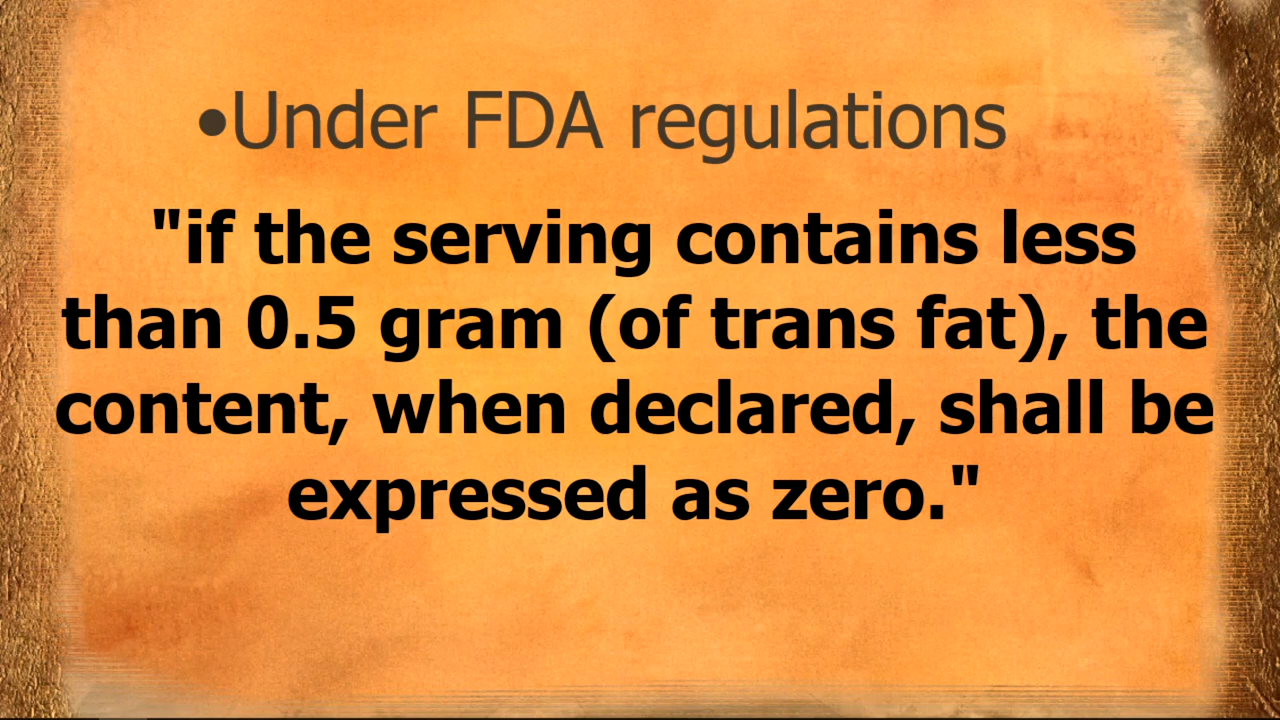 •Under FDA regulations
"if the serving contains less
than 0.5 gram (of trans fat), the
content, when declared, shall be
expressed as zero."